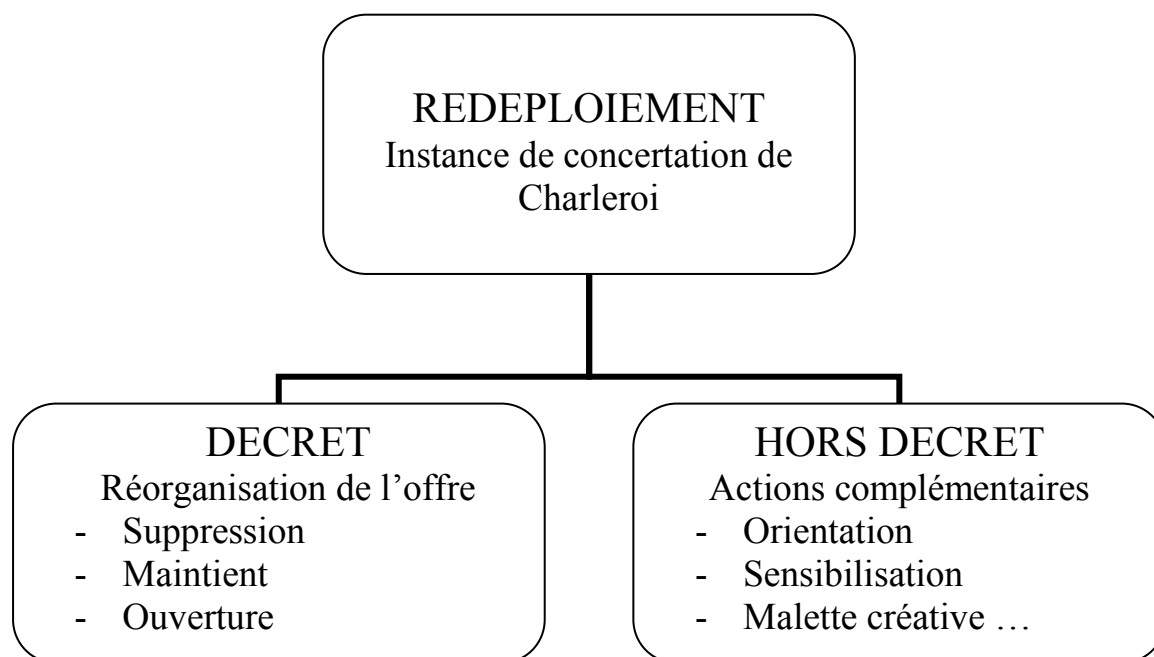 REDEPLOIEMENT
Instance de concertation de
Charleroi
DECRET
Réorganisation de l’offre
- Suppression
- Maintient
- Ouverture
HORS DECRET
Actions complémentaires
- Orientation
- Sensibilisation
- Malette créative …